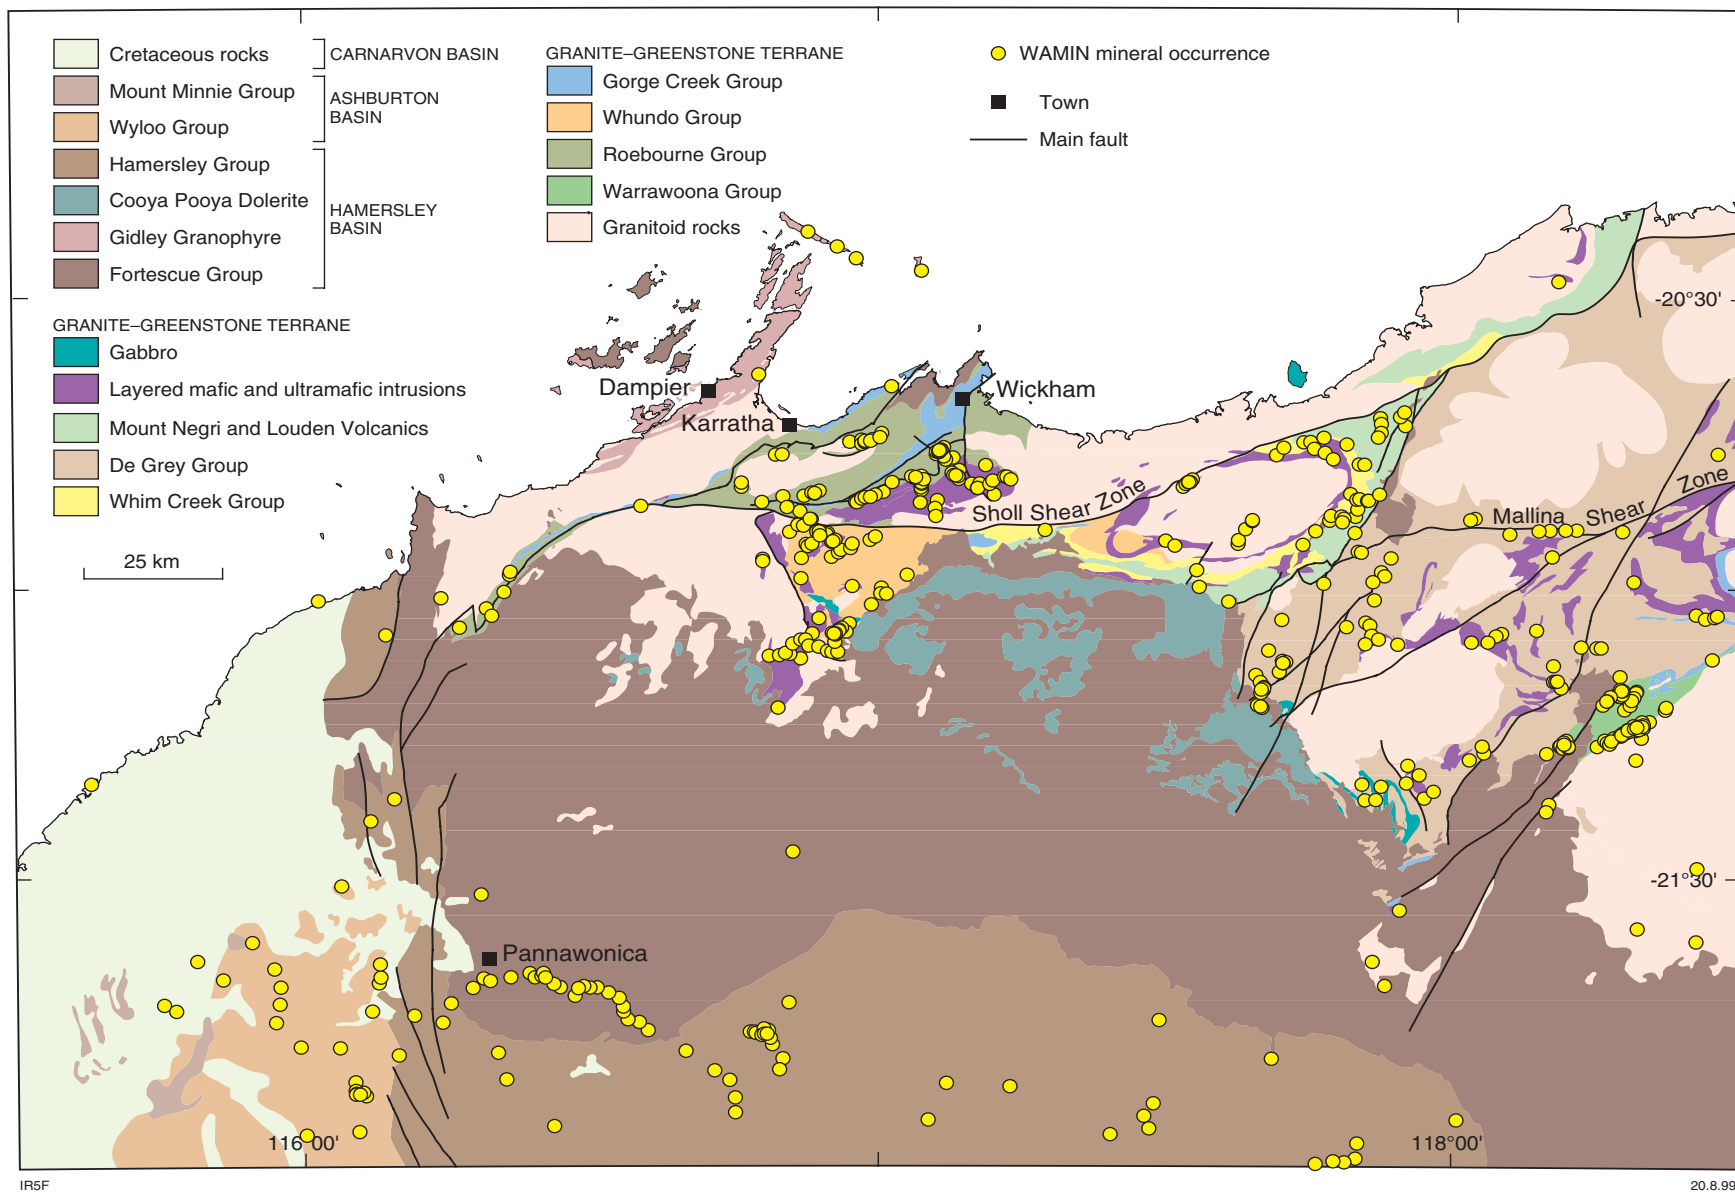 Cretaceous rocks
CARNARVON BASIN
Mount Minnie Group
Wyloo Group
ASHBURTON
BASIN
Hamersley Group
Cooya Pooya Dolerite
Gidley Granophyre
Fortescue Group
HAMERSLEY
BASIN
GRANITE–GREENSTONE TERRANE
Gabbro
Layered mafic and ultramafic intrusions
Mount Negri and Louden Volcanics
De Grey Group
Whim Creek Group
25 km
GRANITE–GREENSTONE TERRANE
Gorge Creek Group
Whundo Group
Roebourne Group
Warrawoona Group
Granitoid rocks
WAMIN mineral occurrence
Town
Main fault
-20°30'
Dampier
Wickham
Karratha
Sholl Shear Zone
Mallina Shear Zone
-21°30'
Pannawonica
116°00'
118°00'
IR5F
20.8.99